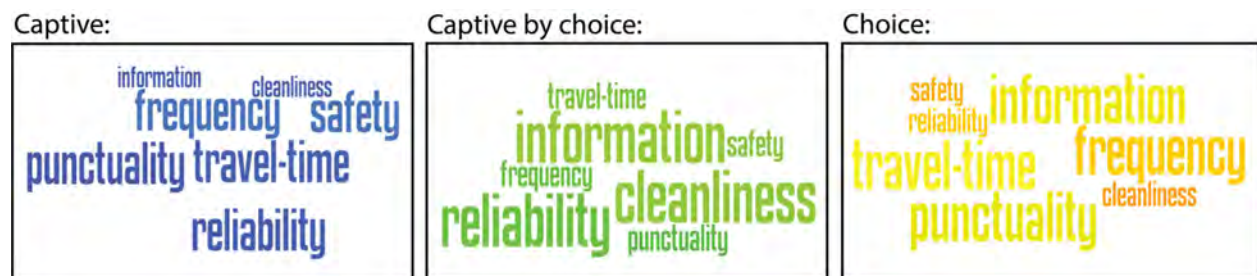 Captive:
information
cleanliness
frequency
safety
punctuality
travel-time
reliability
Captive by choice:
travel-time
information
safety
frequency
cleanliness
reliability
punctuality
Choice:
safety
information
reliability
frequency
travel-time
cleanliness
punctuality